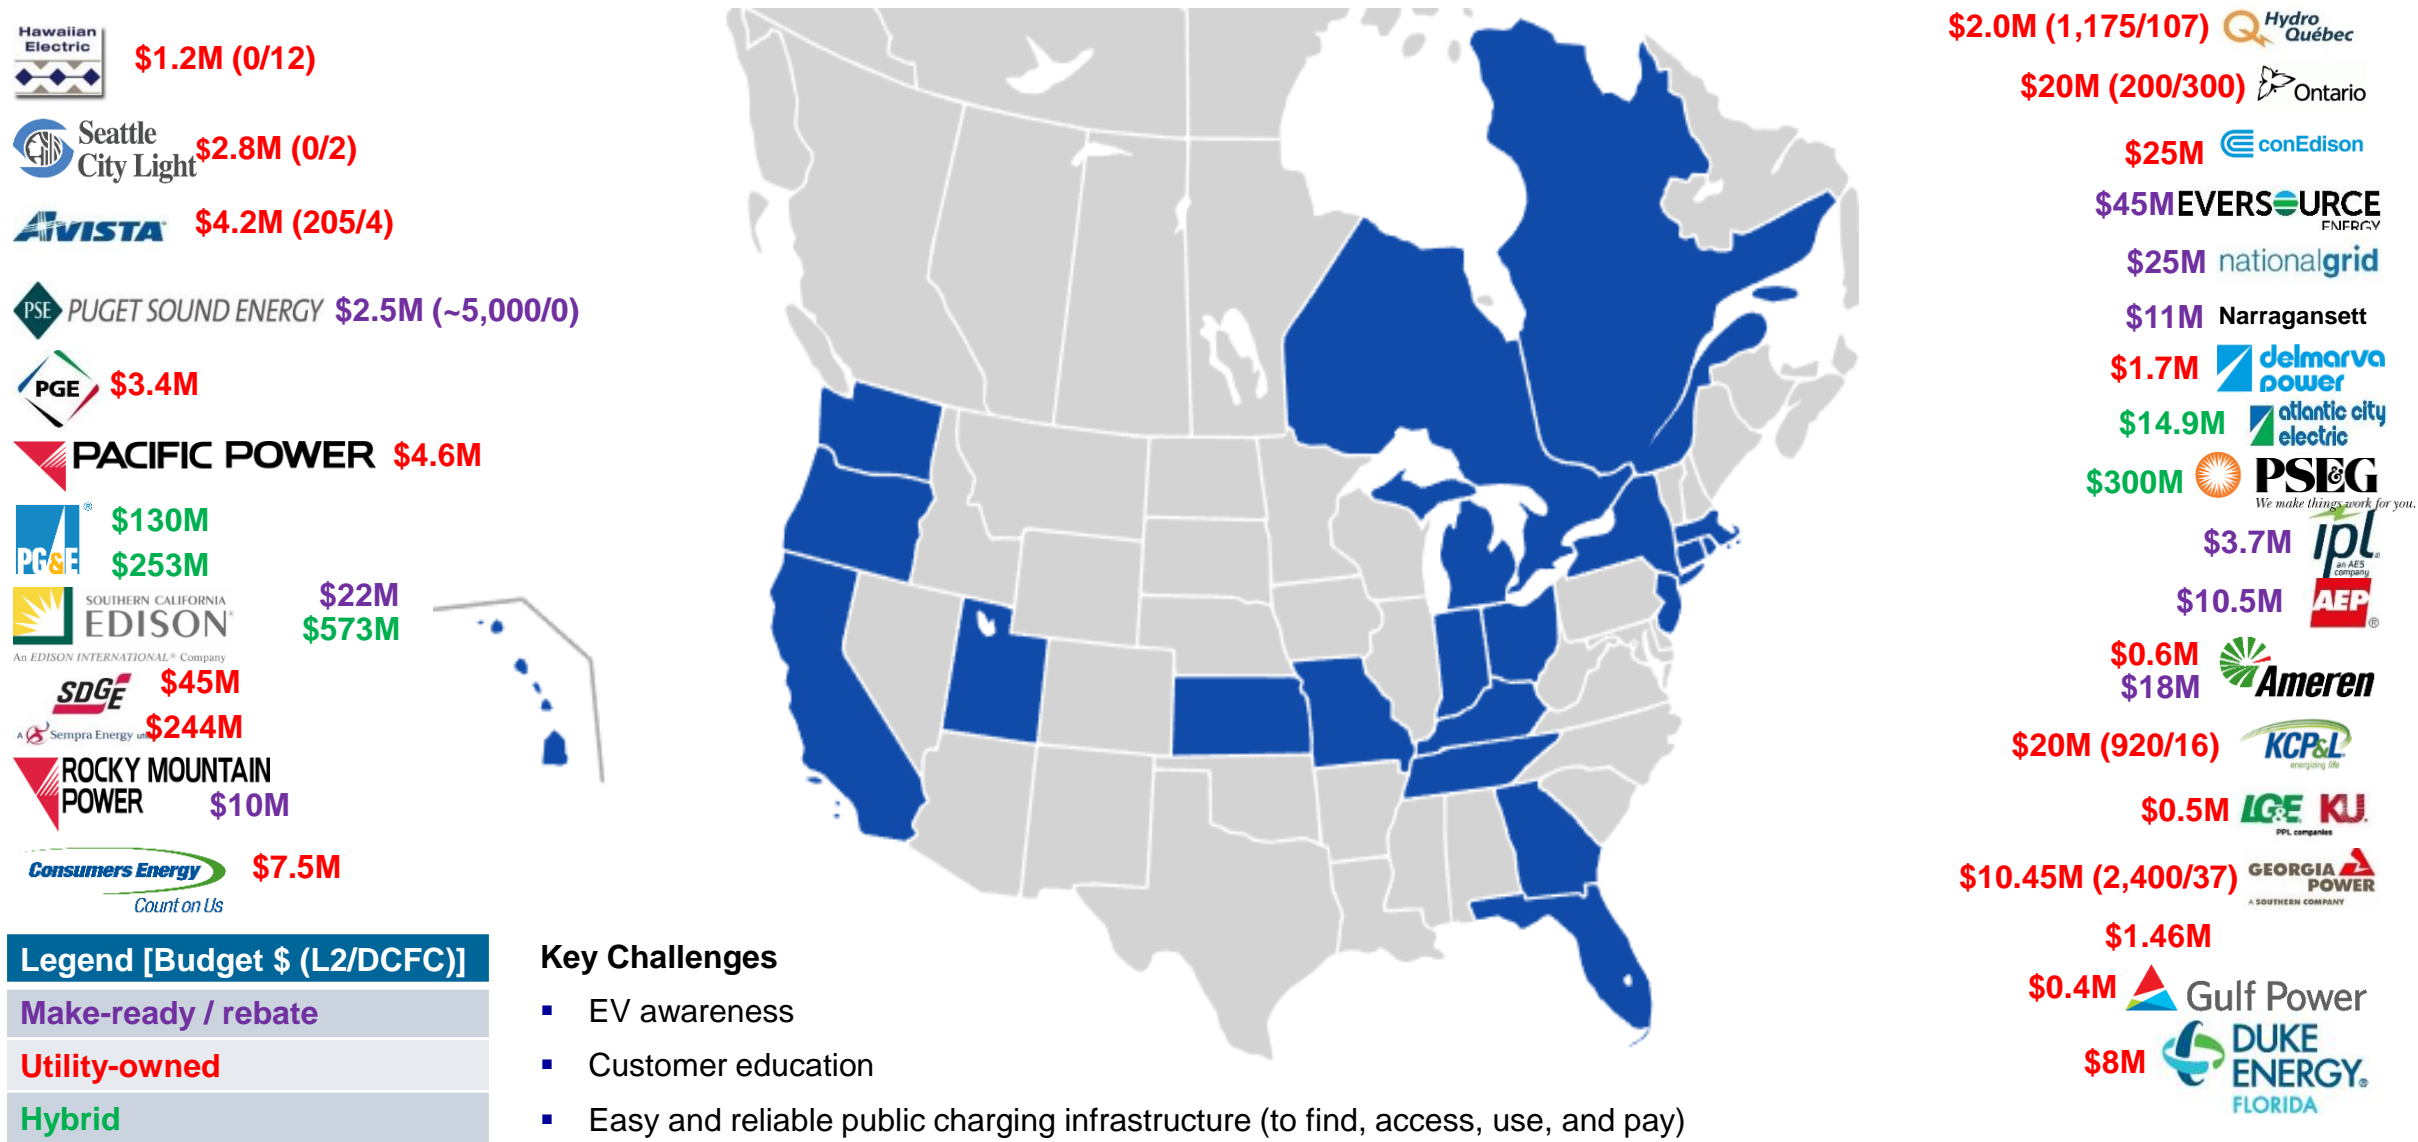 Hawaiian
Electric
$1.2M (0/12)
Seattle
City Light
$2.8M (0/2)
AVISTA
$4.2M (205/4)
PSE PUGET SOUND ENERGY
$2.5M (~5,000/0)
PGE
$3.4M
PACIFIC POWER
$4.6M
PG&E ®
$130M
$253M
SOUTHERN CALIFORNIA
EDISON®
An EDISON INTERNATIONAL® Company
$22M
$573M
SDGE
A Sempra Energy
$45M
$244M
ROCKY MOUNTAIN
POWER
$10M
Consumers Energy
Count on Us
$7.5M
Legend [Budget $ (L2/DCFC)]
Make-ready / rebate
Utility-owned
Hybrid
Key Challenges
▪ EV awareness
▪ Customer education
▪ Easy and reliable public charging infrastructure (to find, access, use, and pay)
$2.0M (1,175/107)
Hydro
Québec
$20M (200/300)
Ontario
$25M
conEdison
$45M
EVERSOURCE
ENERGY
$25M
nationalgrid
$11M
Narragansett
$1.7M
delmarva
power
$14.9M
atlantic city
electric
$300M
PSE&G
We make things work for you.
$3.7M
ipl
an AES
company
$10.5M
AEP
®
$0.6M
$18M
Ameren
$20M (920/16)
KCP&L
energizing life
$0.5M
LG&E KU
PPL companies
$10.45M (2,400/37)
GEORGIA
POWER
A SOUTHERN COMPANY
$1.46M
$0.4M
Gulf Power
$8M
DUKE
ENERGY®
FLORIDA